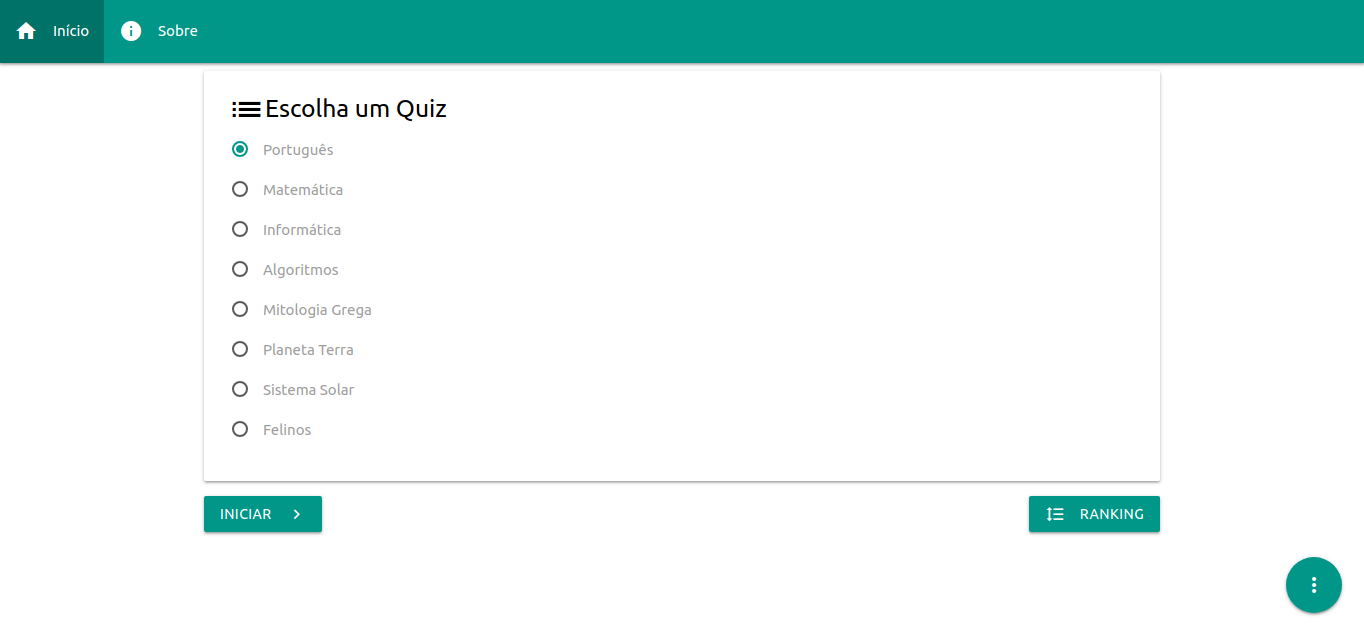 Início Sobre
Escolha um Quiz
Português
Matemática
Informática
Algoritmos
Mitologia Grega
Planeta Terra
Sistema Solar
Felinos
INICIAR RANKING